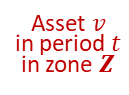 Asset v
in period t
in zone Z